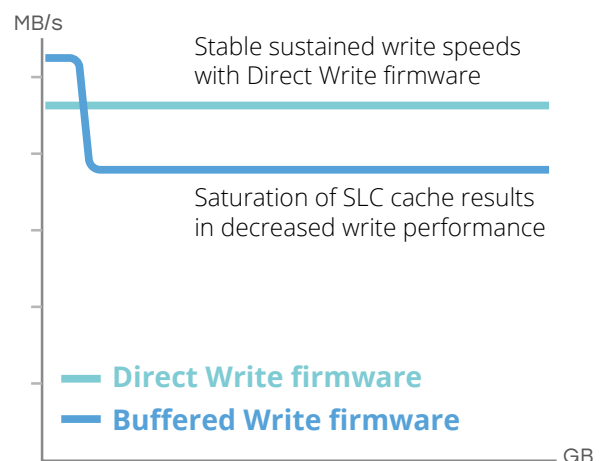 MB/s
Stable sustained write speeds
with Direct Write firmware
Saturation of SLC cache results
in decreased write performance
Direct Write firmware
Buffered Write firmware
GB